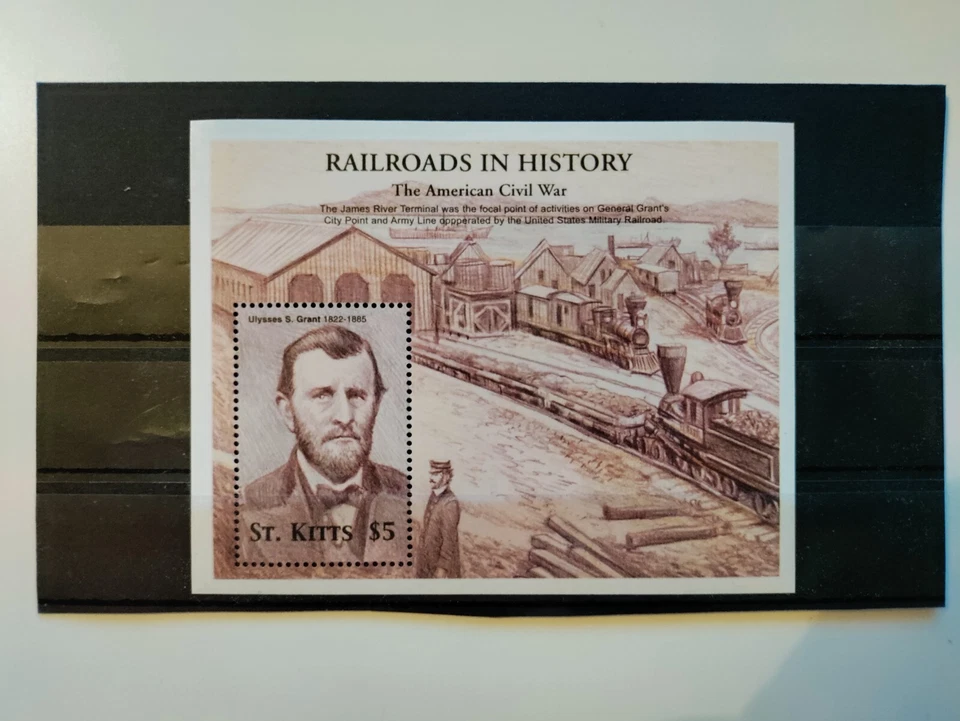 RAILROADS IN HISTORY
The American Civil War
The James River Terminal was the focal point of activities on General Grant's
City Point and Army Line oppperated by the United States Military Railroad.
Ulysses S. Grant 1822-1885
ST. KITTS $5